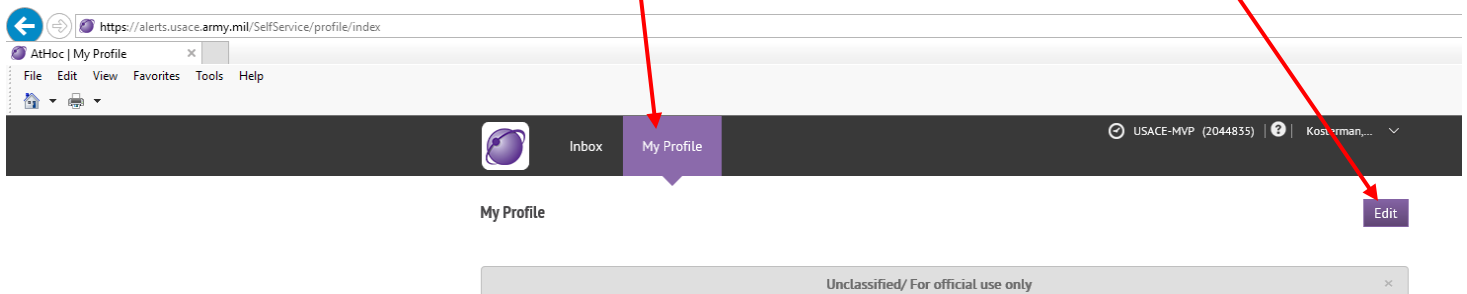 https://alerts.usace.army.mil/SelfService/profile/index
AtHoc | My Profile
File Edit View Favorites Tools Help
Inbox My Profile USACE-MVP (2044835) | ? | Kosterman,...
My Profile Edit
Unclassified/ For official use only